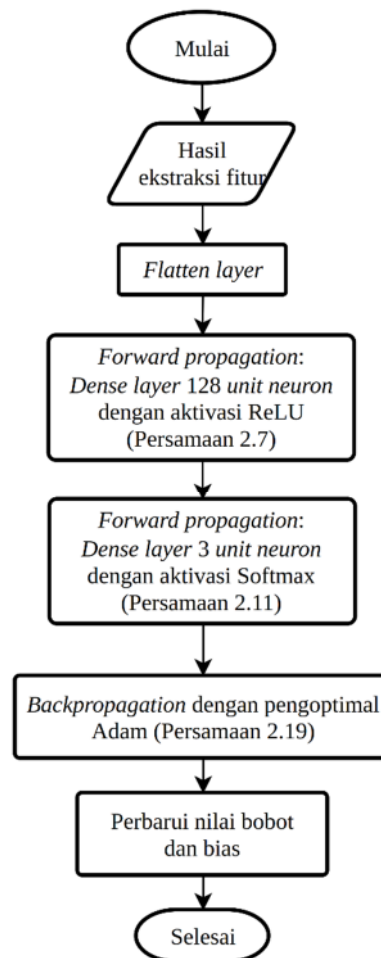 Mulai
Hasil
ekstraksi fitur
Flatten layer
Forward propagation:
Dense layer 128 unit neuron
dengan aktivasi ReLU
(Persamaan 2.7)
Forward propagation:
Dense layer 3 unit neuron
dengan aktivasi Softmax
(Persamaan 2.11)
Backpropagation dengan pengoptimal
Adam (Persamaan 2.19)
Perbarui nilai bobot
dan bias
Selesai